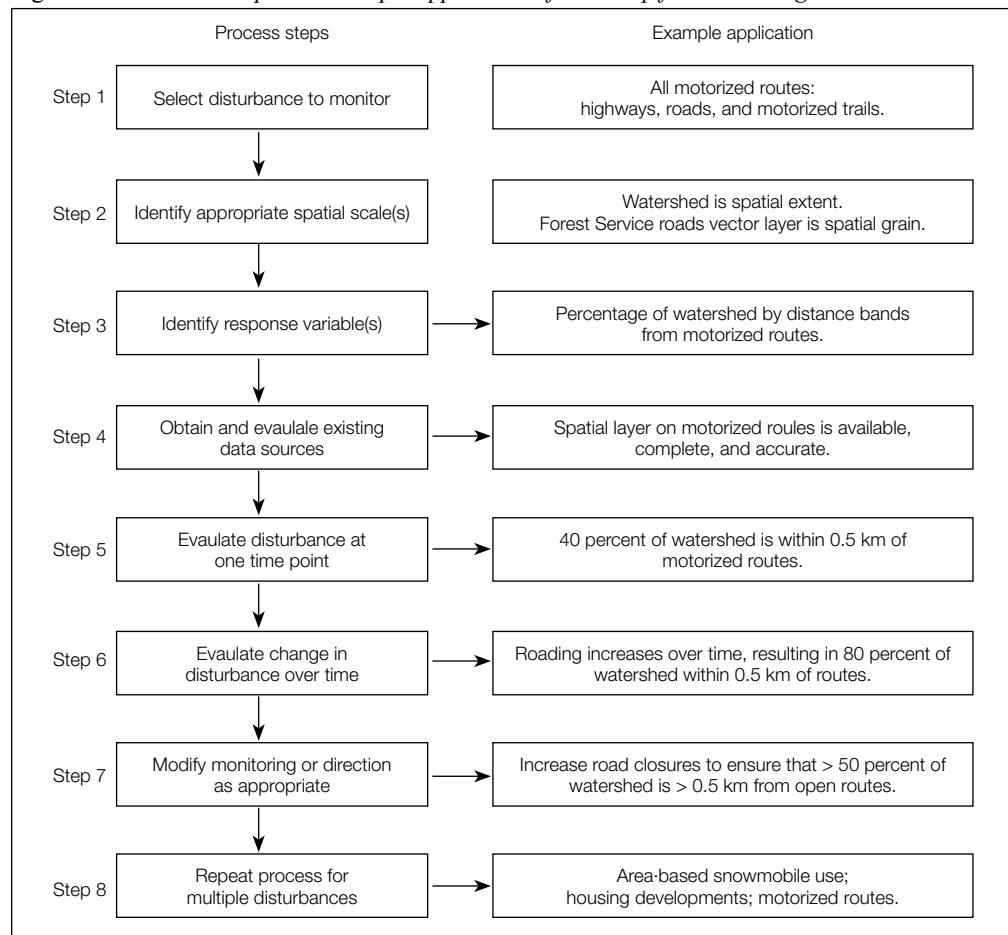 Process steps
Example application
Step 1
Select disturbance to monitor
All motorized routes:
highways, roads, and motorized trails.
Step 2
Identify appropriate spatial scale(s)
Watershed is spatial extent.
Forest Service roads vector layer is spatial grain.
Step 3
Identify response variable(s)
Percentage of watershed by distance bands
from motorized routes.
Step 4
Obtain and evaulale existing
data sources
Spatial layer on motorized roules is available,
complete, and accurate.
Step 5
Evaulate disturbance at
one time point
40 percent of watershed is within 0.5 km of
motorized routes.
Step 6
Evaulate change in
disturbance over time
Roading increases over time, resulting in 80 percent of
watershed within 0.5 km of routes.
Step 7
Modify monitoring or direction
as appropriate
Increase road closures to ensure that > 50 percent of
watershed is > 0.5 km from open routes.
Step 8
Repeat process for
multiple disturbances
Area·based snowmobile use;
housing developments; motorized routes.